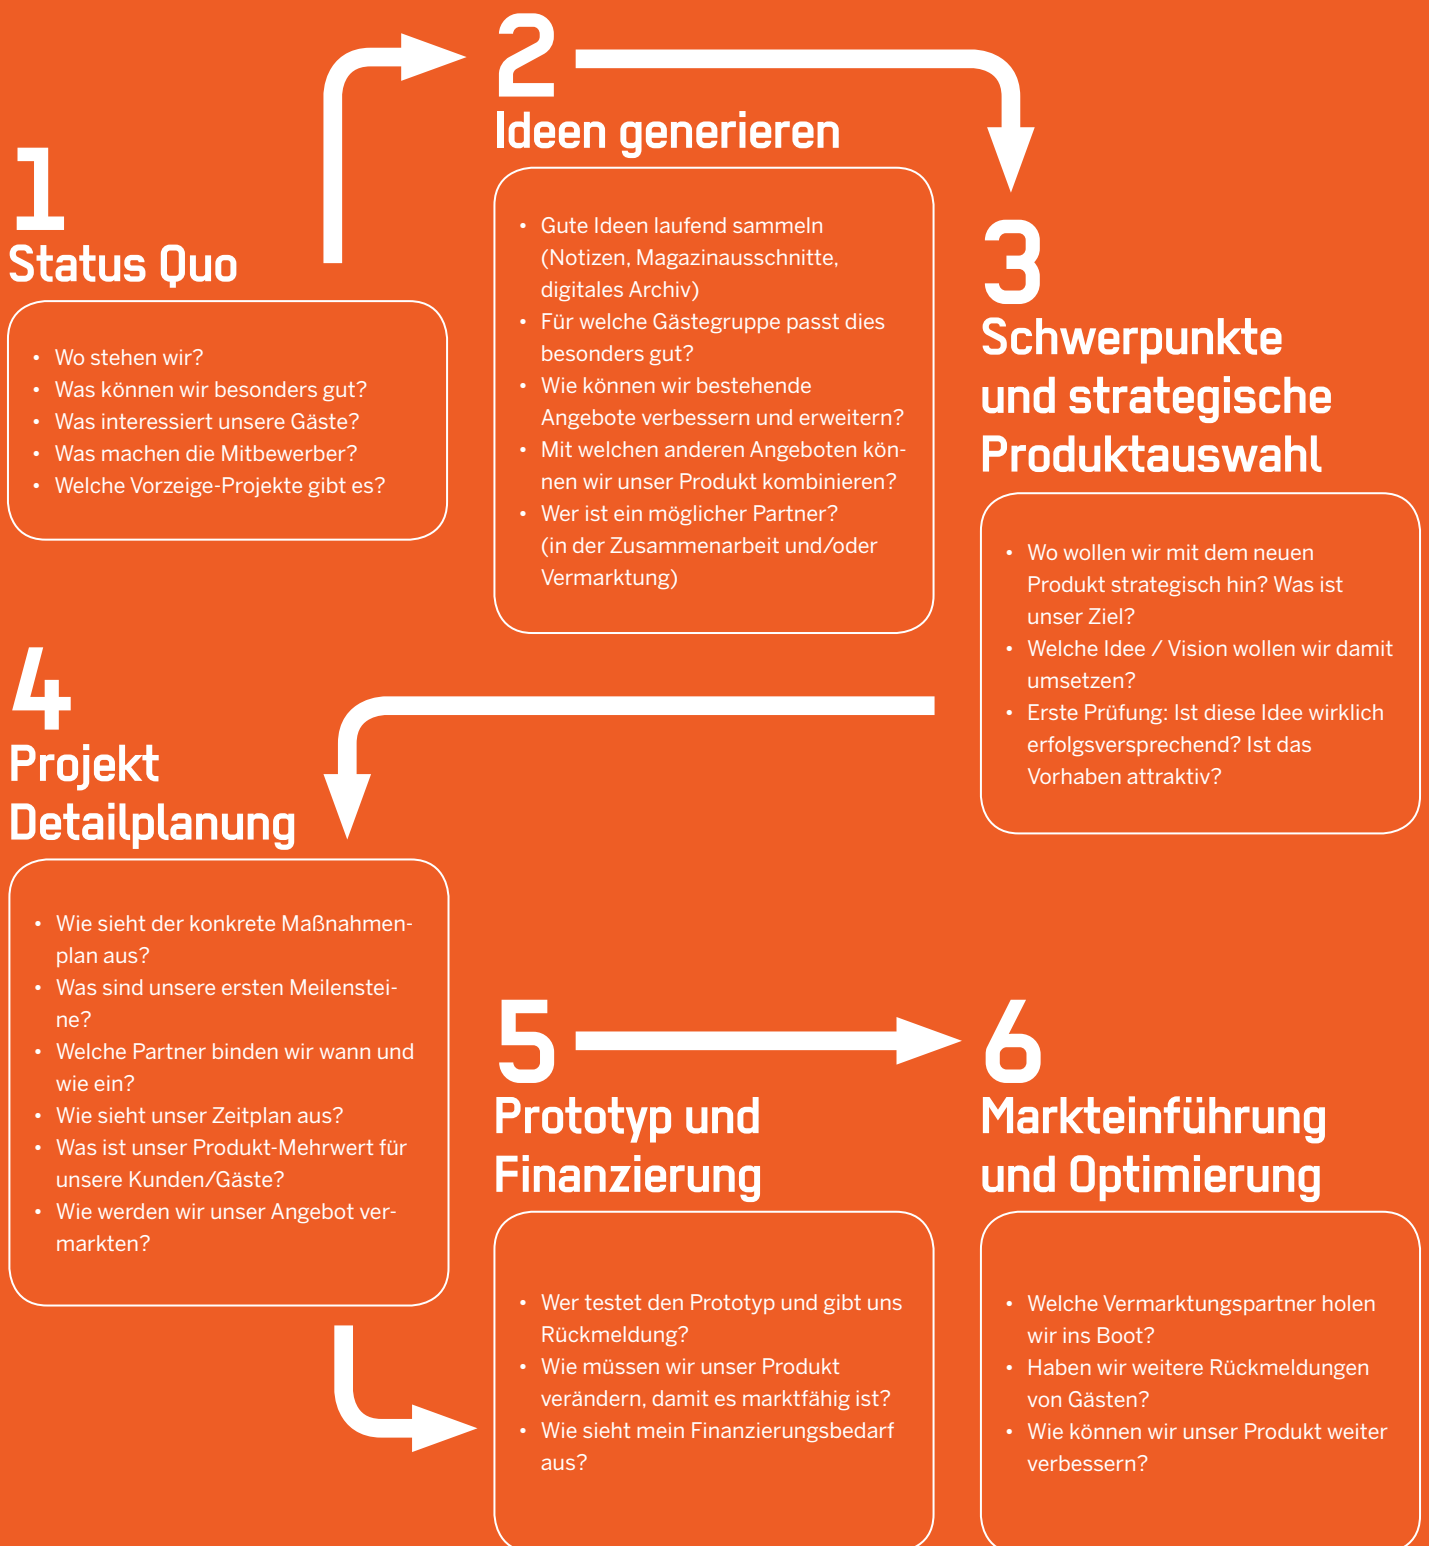 1
Status Quo
• Wo stehen wir?
• Was können wir besonders gut?
• Was interessiert unsere Gäste?
• Was machen die Mitbewerber?
• Welche Vorzeige-Projekte gibt es?
2
Ideen generieren
• Gute Ideen laufend sammeln
(Notizen, Magazinausschnitte,
digitales Archiv)
• Für welche Gästegruppe passt dies
besonders gut?
• Wie können wir bestehende
Angebote verbessern und erweitern?
• Mit welchen anderen Angeboten kön-
nen wir unser Produkt kombinieren?
• Wer ist ein möglicher Partner?
(in der Zusammenarbeit und/oder
Vermarktung)
3
Schwerpunkte
und strategische
Produktauswahl
• Wo wollen wir mit dem neuen
Produkt strategisch hin? Was ist
unser Ziel?
• Welche Idee / Vision wollen wir damit
umsetzen?
• Erste Prüfung: Ist diese Idee wirklich
erfolgsversprechend? Ist das
Vorhaben attraktiv?
4
Projekt
Detailplanung
• Wie sieht der konkrete Maßnahmen-
plan aus?
• Was sind unsere ersten Meilenstei-
ne?
• Welche Partner binden wir wann und
wie ein?
• Wie sieht unser Zeitplan aus?
• Was ist unser Produkt-Mehrwert für
unsere Kunden/Gäste?
• Wie werden wir unser Angebot ver-
markten?
5
Prototyp und
Finanzierung
• Wer testet den Prototyp und gibt uns
Rückmeldung?
• Wie müssen wir unser Produkt
verändern, damit es marktfähig ist?
• Wie sieht mein Finanzierungsbedarf
aus?
6
Markteinführung
und Optimierung
• Welche Vermarktungspartner holen
wir ins Boot?
• Haben wir weitere Rückmeldungen
von Gästen?
• Wie können wir unser Produkt weiter
verbessern?